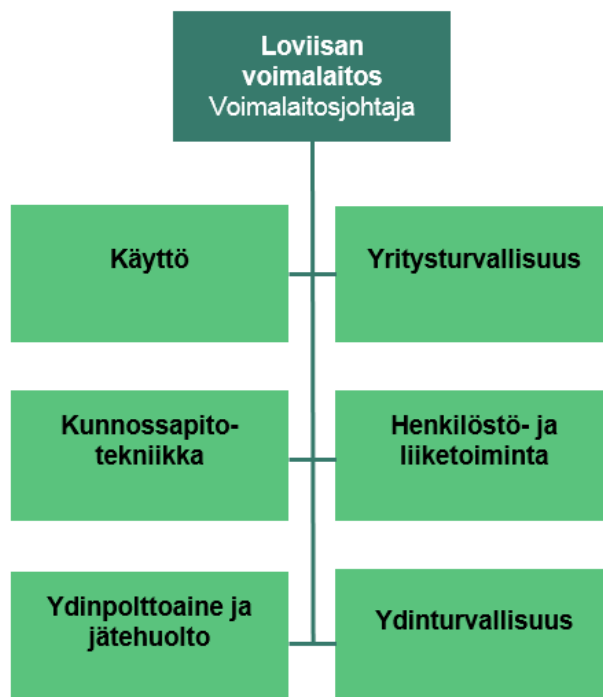 Loviisan
voimalaitos
Voimalaitosjohtaja
Käyttö
Yritysturvallisuus
Kunnossapito-
tekniikka
Henkilöstö- ja
liiketoiminta
Ydinpolttoaine ja
jätehuolto
Ydinturvallisuus